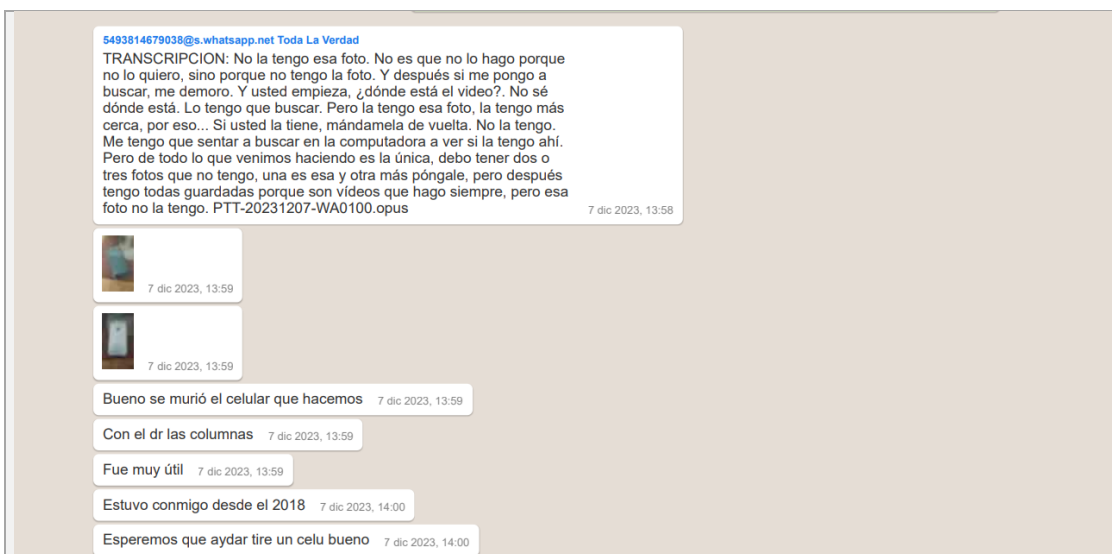 5493814679038@s.whatsapp.net Toda La Verdad
TRANSCRIPCION: No la tengo esa foto. No es que no lo hago porque
no lo quiero, sino porque no tengo la foto. Y después si me pongo a
buscar, me demoro. Y usted empieza, ¿dónde está el video?. No sé
dónde está. Lo tengo que buscar. Pero la tengo esa foto, la tengo más
cerca, por eso... Si usted la tiene, mándamela de vuelta. No la tengo.
Me tengo que sentar a buscar en la computadora a ver si la tengo ahí.
Pero de todo lo que venimos haciendo es la única, debo tener dos o
tres fotos que no tengo, una es esa y otra más póngale, pero después
tengo todas guardadas porque son vídeos que hago siempre, pero esa
foto no la tengo. PTT-20231207-WA0100.opus
7 dic 2023, 13:58
7 dic 2023, 13:59
7 dic 2023, 13:59
Bueno se murió el celular que hacemos 7 dic 2023, 13:59
Con el dr las columnas 7 dic 2023, 13:59
Fue muy útil 7 dic 2023, 13:59
Estuvo conmigo desde el 2018 7 dic 2023, 14:00
Esperemos que aydar tire un celu bueno 7 dic 2023, 14:00